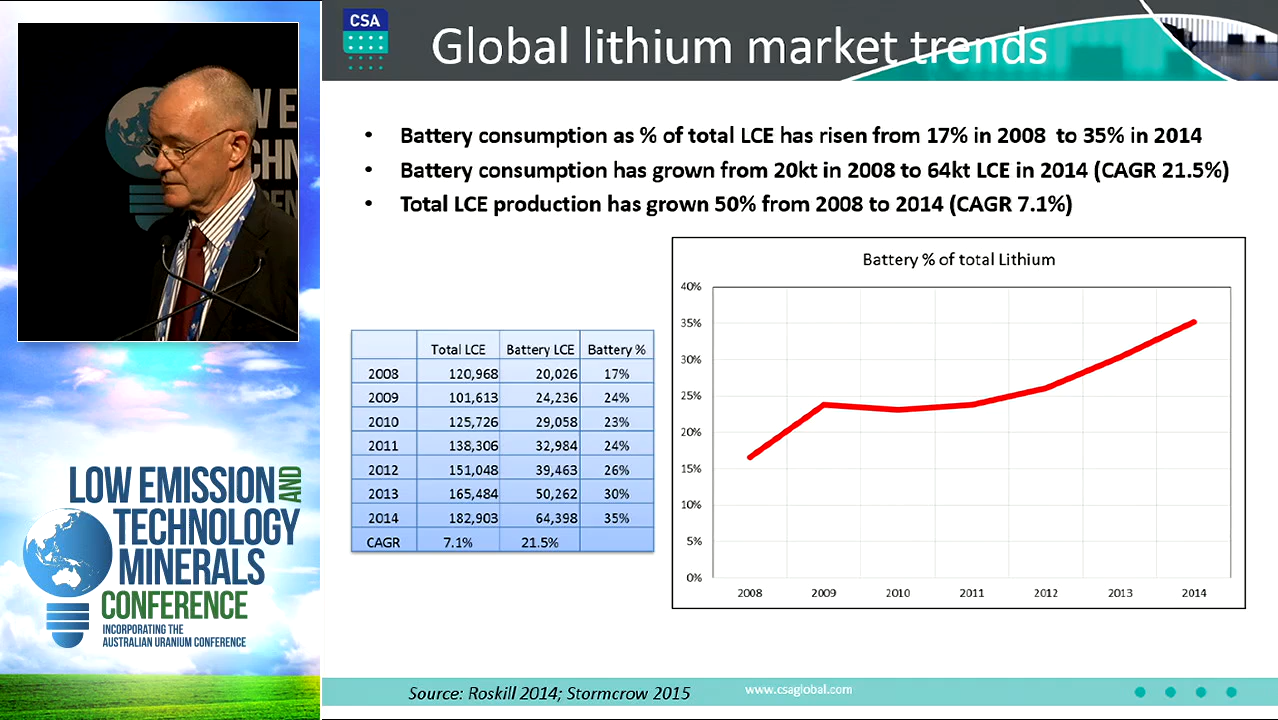 CSA
Global lithium market trends
• Battery consumption as % of total LCE has risen from 17% in 2008 to 35% in 2014
• Battery consumption has grown from 20kt in 2008 to 64kt LCE in 2014 (CAGR 21.5%)
• Total LCE production has grown 50% from 2008 to 2014 (CAGR 7.1%)
Total LCE Battery LCE Battery %
2008 120,968 20,026 17%
2009 101,613 24,236 24%
2010 125,726 29,058 23%
2011 138,306 32,984 24%
2012 151,048 39,463 26%
2013 165,484 50,262 30%
2014 182,903 64,398 35%
CAGR 7.1% 21.5%
Battery % of total Lithium
40%
35%
30%
25%
20%
15%
10%
5%
0%
2008 2009 2010 2011 2012 2013 2014
LOW EMISSION AND
TECHNOLOGY
MINERALS
CONFERENCE
INCORPORATING THE
AUSTRALIAN URANIUM CONFERENCE
Source: Roskill 2014; Stormcrow 2015
www.csaglobal.com